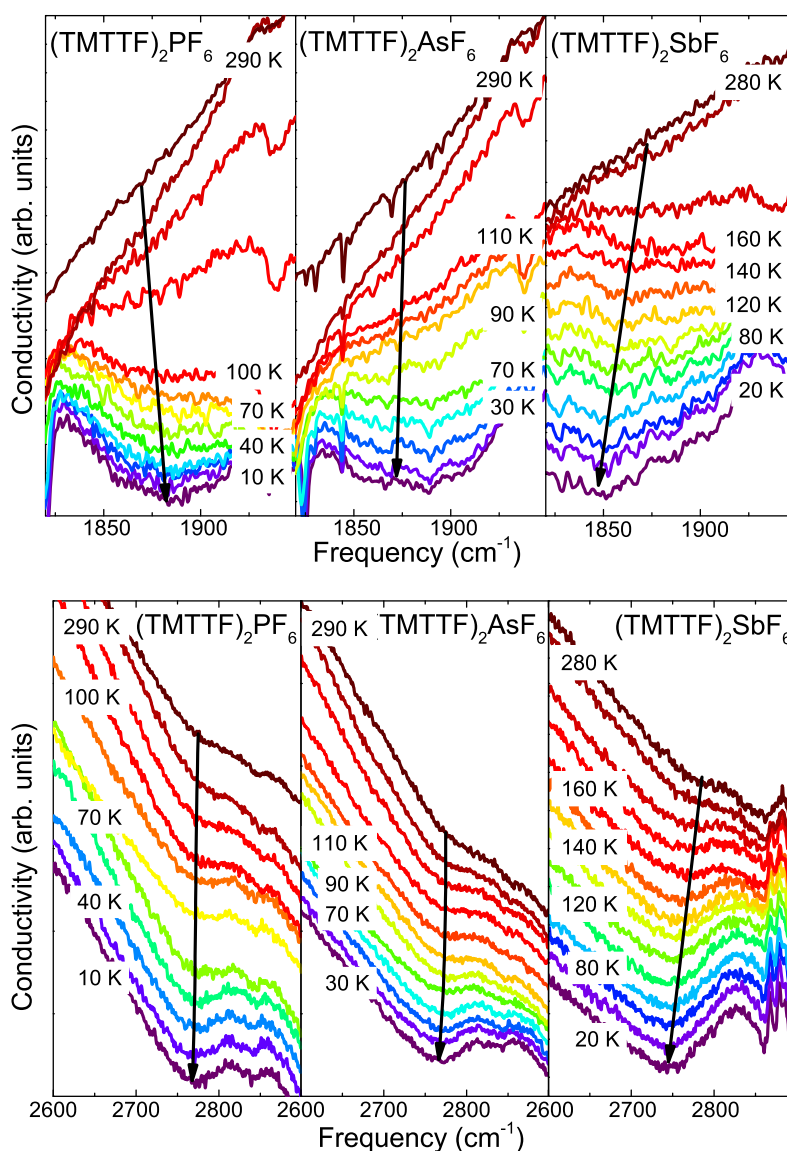 (TMTTF)2PF6
(TMTTF)2AsF6
(TMTTF)2SbF6
290 K
290 K
280 K
110 K
160 K
140 K
90 K
120 K
80 K
100 K
70 K
70 K
30 K
20 K
40 K
10 K
Conductivity (arb. units)
1850 1900 1850 1900 1850 1900
Frequency (cm-1)
(TMTTF)2PF6
(TMTTF)2AsF6
(TMTTF)2SbF6
290 K
290 K
280 K
100 K
160 K
70 K
110 K
140 K
90 K
120 K
40 K
70 K
80 K
10 K
30 K
20 K
Conductivity (arb. units)
2600 2700 2800 2600 2700 2800 2600 2700 2800
Frequency (cm-1)